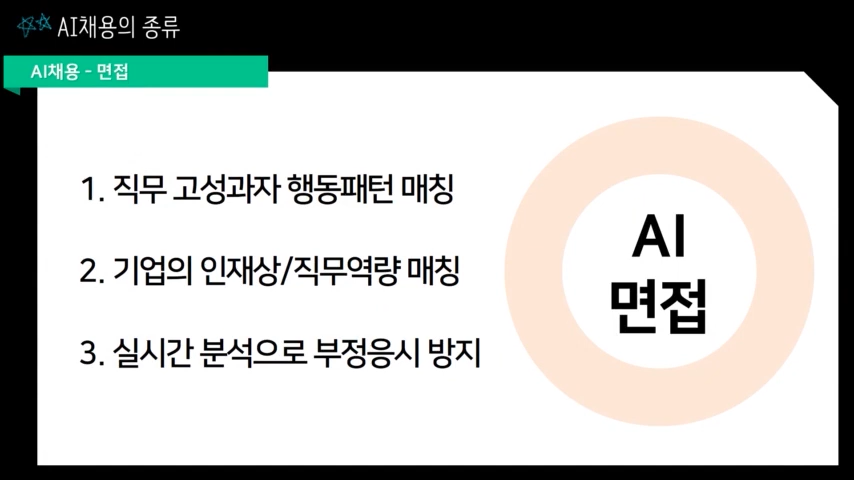 AI채용의 종류
AI채용 - 면접
1. 직무 고성과자 행동패턴 매칭
2. 기업의 인재상/직무역량 매칭
3. 실시간 분석으로 부정응시 방지
AI
면접